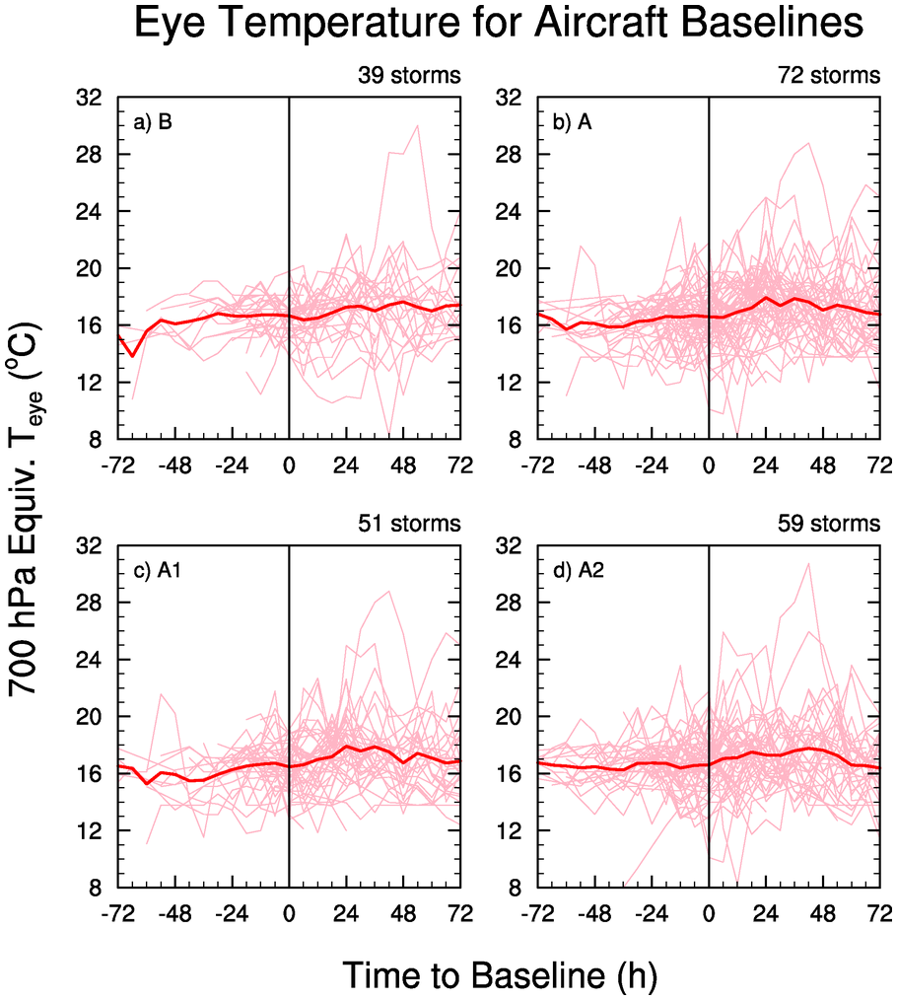 Eye Temperature for Aircraft Baselines
39 storms
72 storms
a) B
b) A
32
28
24
20
16
12
8
-72 -48 -24 0 24 48 72
32
28
24
20
16
12
8
-72 -48 -24 0 24 48 72
700 hPa Equiv. Teye (°C)
51 storms
59 storms
c) A1
d) A2
32
28
24
20
16
12
8
-72 -48 -24 0 24 48 72
32
28
24
20
16
12
8
-72 -48 -24 0 24 48 72
Time to Baseline (h)